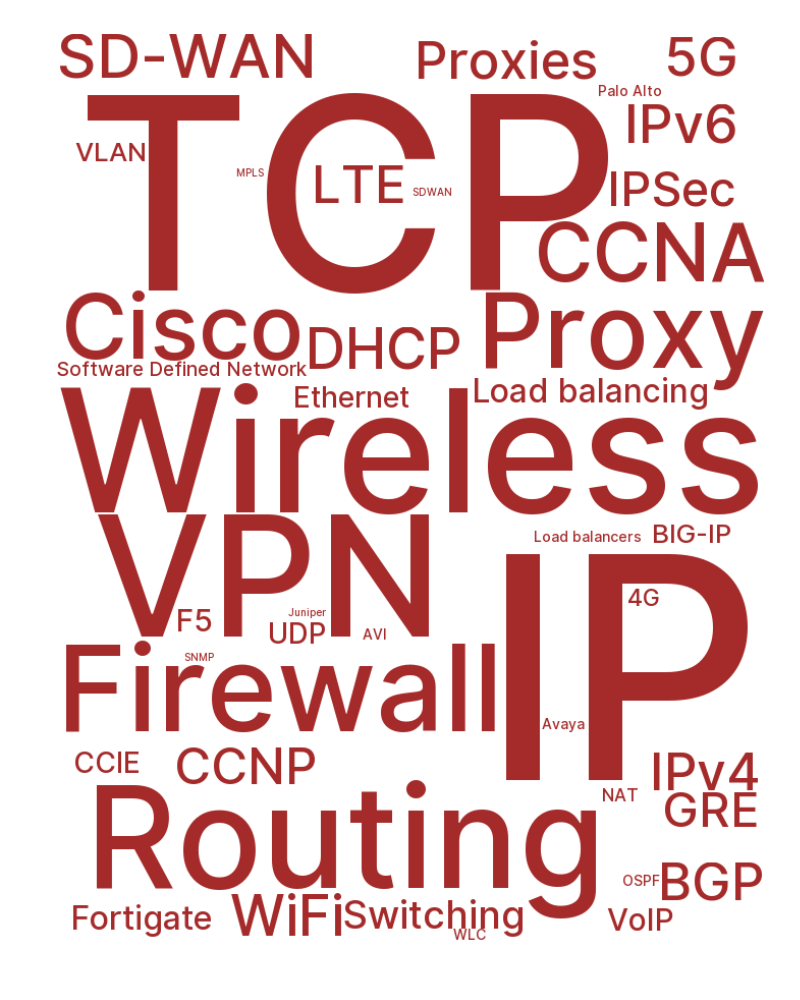 SD-WAN
Proxies
5G
Palo Alto
TCP
IPv6
VLAN
MPLS
LTE
SDWAN
IPSec
CCNA
Cisco
DHCP
Proxy
Software Defined Network
Ethernet
Load balancing
Wireless
VPN
Load balancers
BIG-IP
IP
4G
F5
Juniper
UDP
AVI
SNMP
Firewall
Avaya
CCIE
CCNP
IPv4
NAT
GRE
Routing
OSPF
BGP
Fortigate
WiFi
Switching
WLC
VoIP